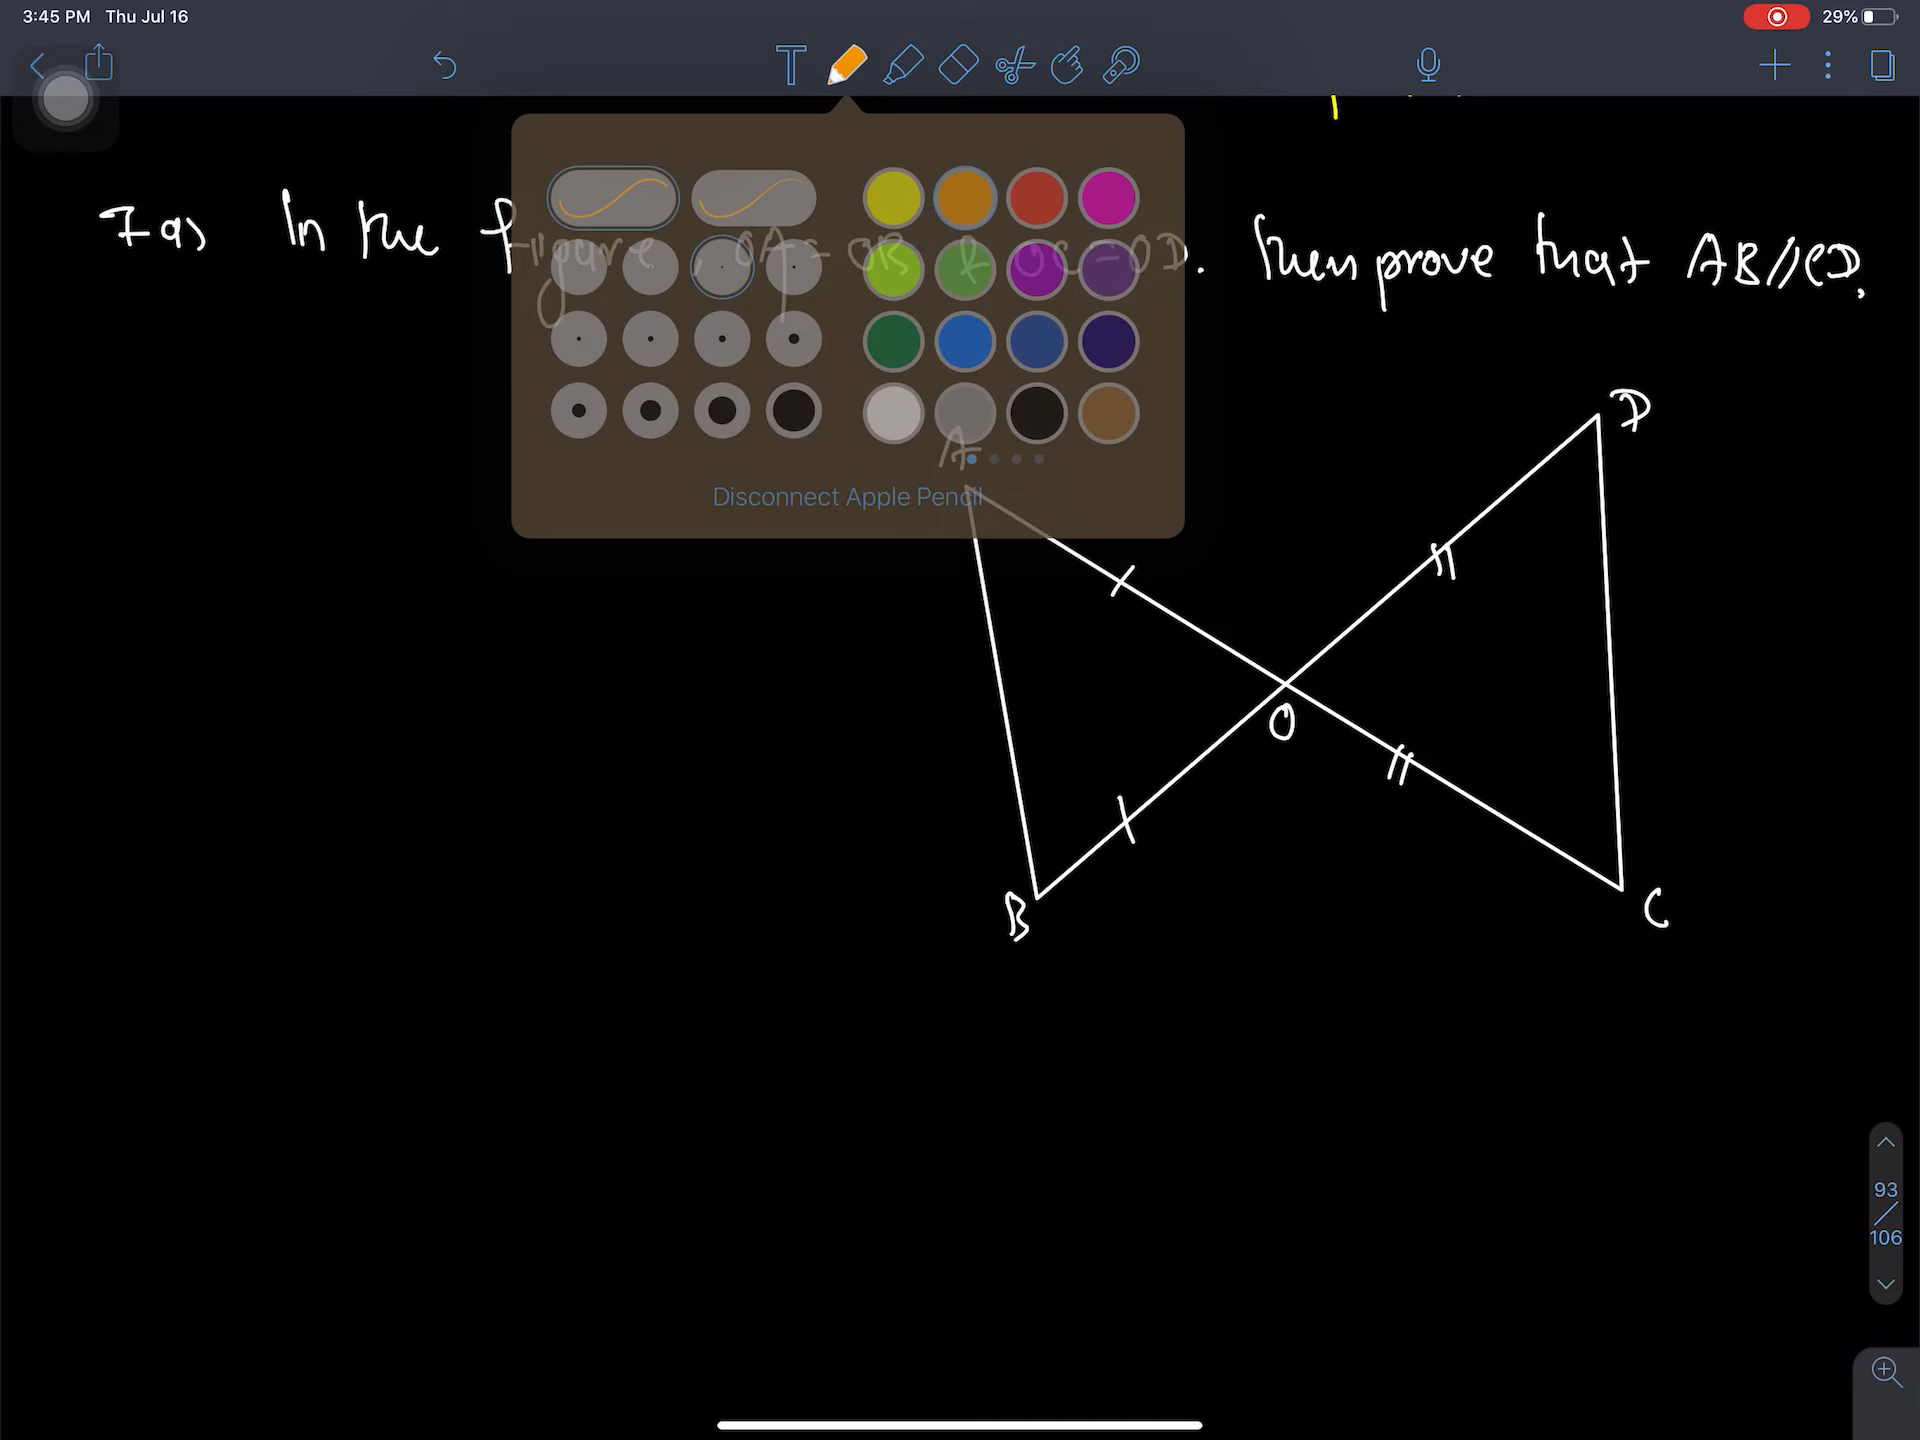 3:45 PM Thu Jul 16
29%
7a) In the figure, OA = OB & OC = OD. Then prove that AB//CD.
Disconnect Apple Pencil
A
D
O
B
C
93
106